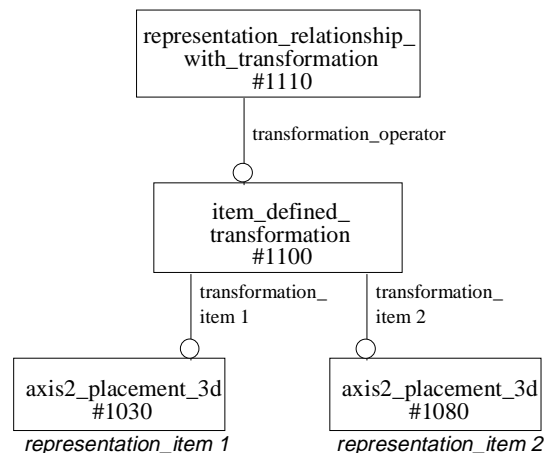 representation_relationship_
with_transformation
#1110
transformation_operator
item_defined_
transformation
#1100
transformation_
item 1
transformation_
item 2
axis2_placement_3d
#1030
axis2_placement_3d
#1080
representation_item 1
representation_item 2